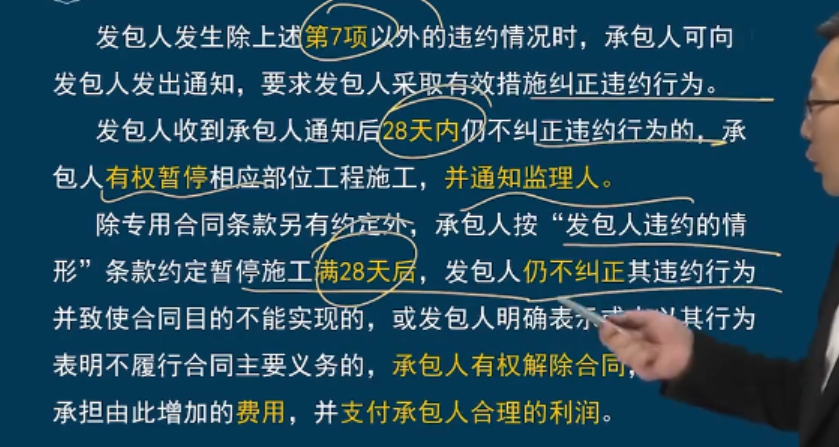 发包人发生除上述第7项以外的违约情况时，承包人可向
发包人发出通知，要求发包人采取有效措施纠正违约行为。
发包人收到承包人通知后28天内仍不纠正违约行为的，承
包人有权暂停相应部位工程施工，并通知监理人。
除专用合同条款另有约定外，承包人按“发包人违约的情
形”条款约定暂停施工满28天后，发包人仍不纠正其违约行为
并致使合同目的不能实现的，或发包人明确表示或者以其行为
表明不履行合同主要义务的，承包人有权解除合同，
承担由此增加的费用，并支付承包人合理的利润。